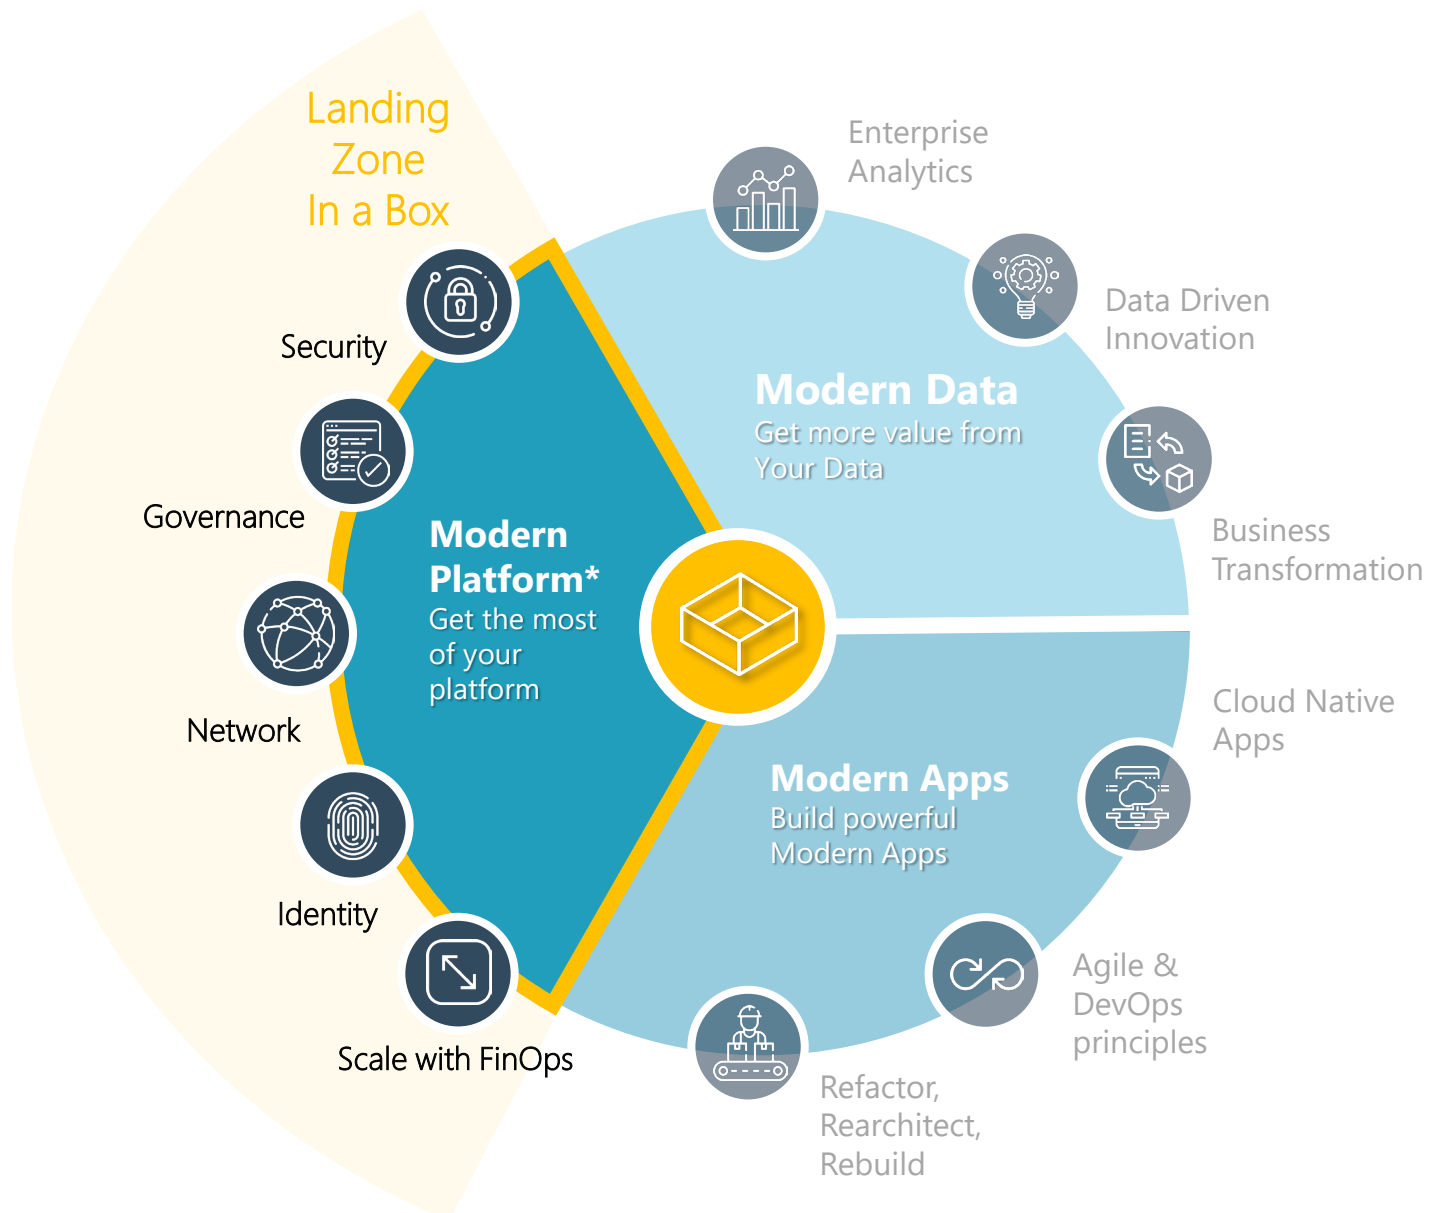 Landing
Zone
In a Box
Security
Governance
Network
Identity
Scale with FinOps
Modern
Platform*
Get the most
of your
platform
Enterprise
Analytics
Data Driven
Innovation
Business
Transformation
Modern Data
Get more value from
Your Data
Modern Apps
Build powerful
Modern Apps
Cloud Native
Apps
Agile &
DevOps
principles
Refactor,
Rearchitect,
Rebuild